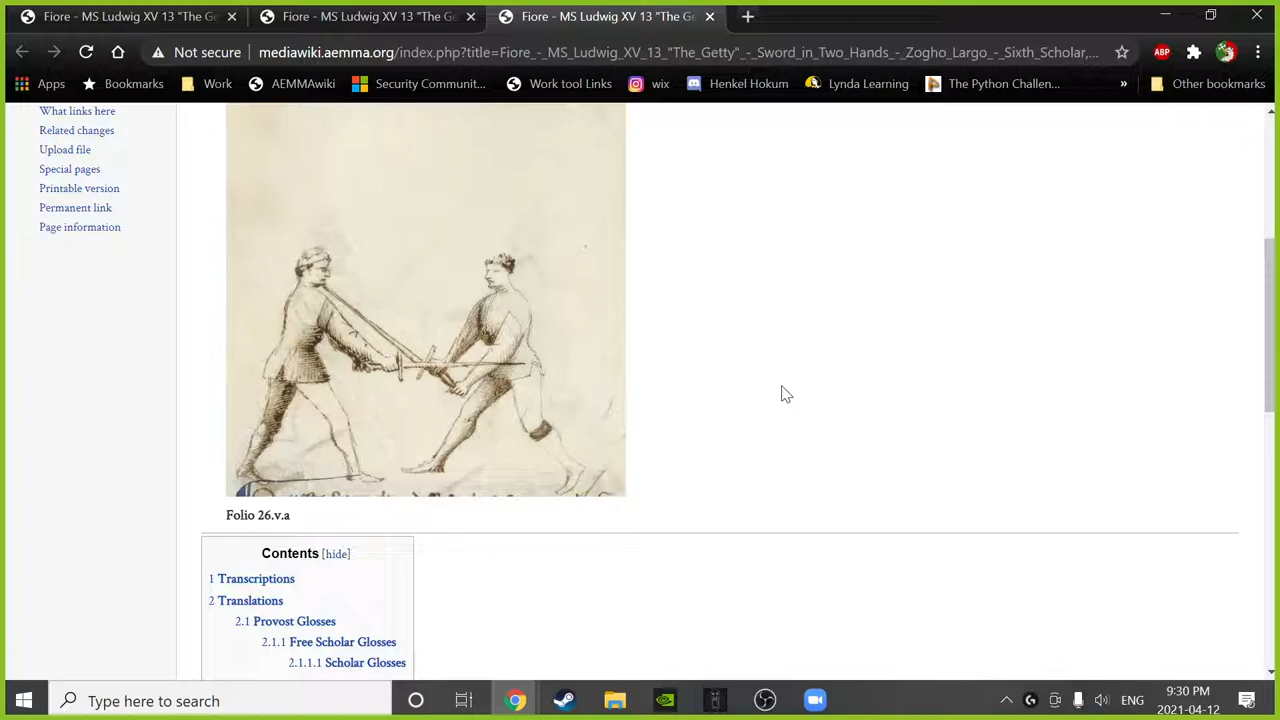 Fiore - MS Ludwig XV 13 "The Ge
Fiore - MS Ludwig XV 13 "The Ge
Fiore - MS Ludwig XV 13 "The Ge
Not secure
mediawiki.aemma.org/index.php?title=Fiore_-_MS_Ludwig_XV_13_"The_Getty"_-_Sword_in_Two_Hands_-_Zogho_Largo_-_Sixth_Scholar,...
ABP
Apps
Bookmarks
Work
AEMMAwiki
Security Communit...
Work tool Links
wix
Henkel Hokum
Lynda Learning
The Python Challen...
»
Other bookmarks
What links here
Related changes
Upload file
Special pages
Printable version
Permanent link
Page information
Folio 26.v.a
Contents [hide]
1 Transcriptions
2 Translations
2.1 Provost Glosses
2.1.1 Free Scholar Glosses
2.1.1.1 Scholar Glosses
Type here to search
ENG
9:30 PM
2021-04-12